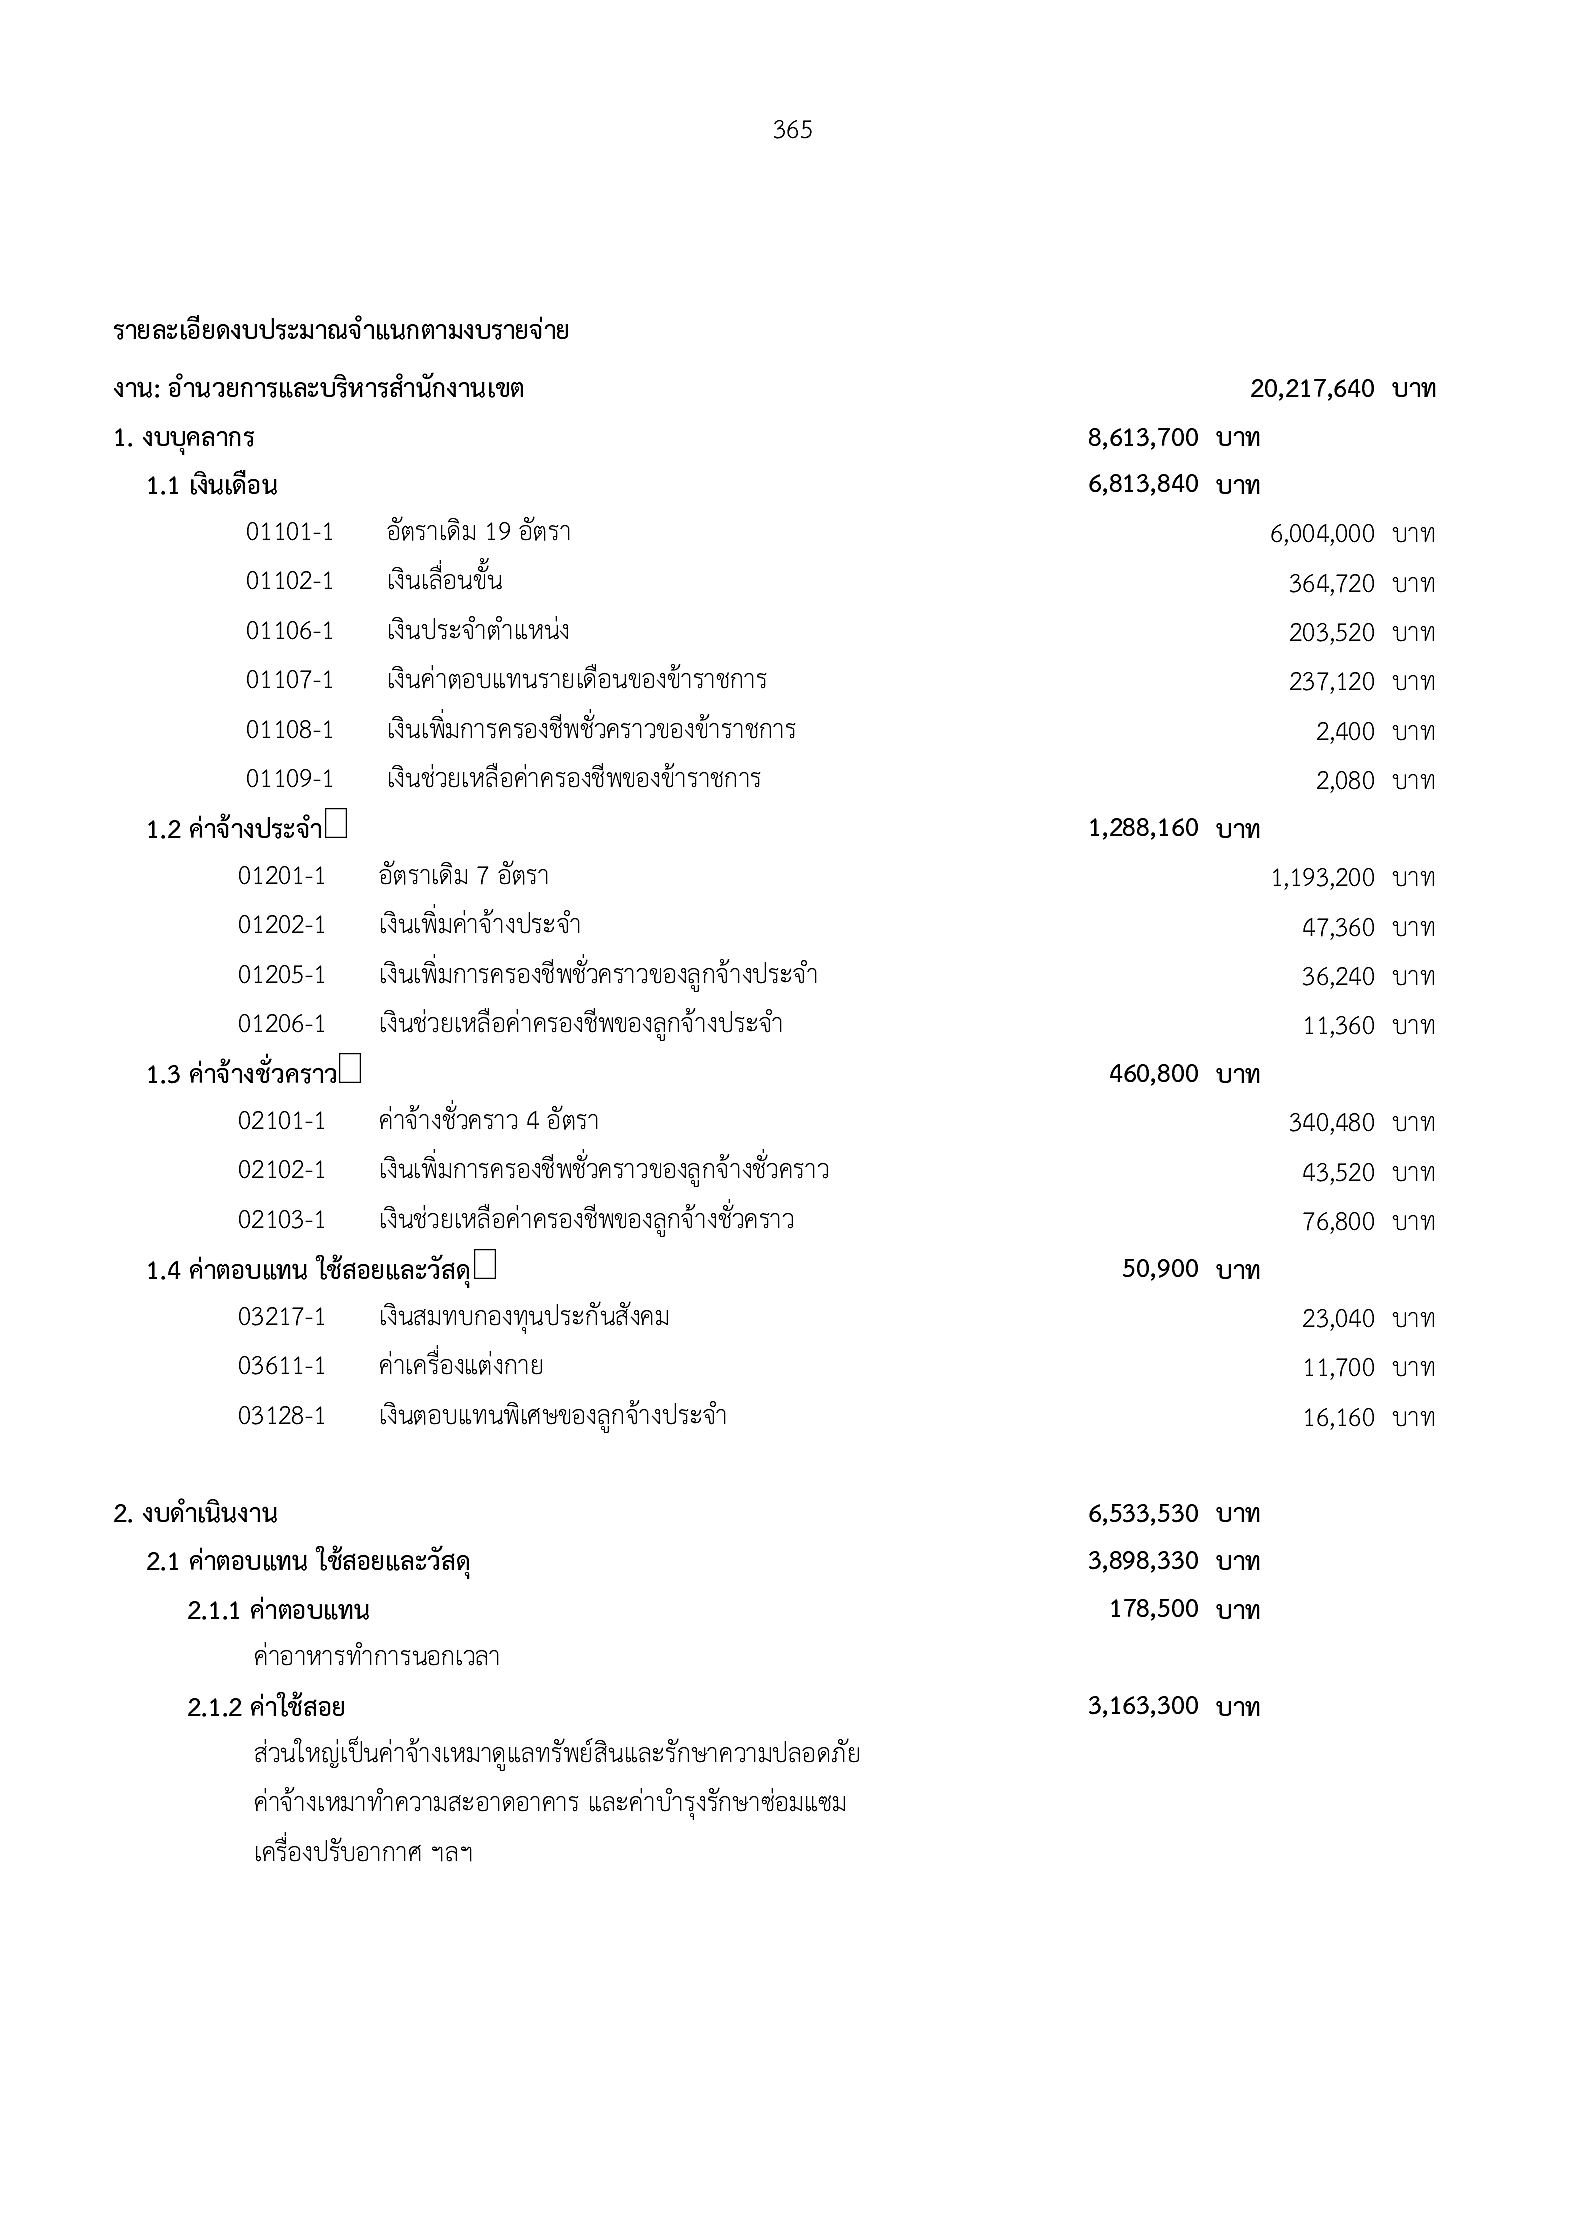 365
รายละเอียดงบประมาณจำแนกตามงบรายจ่าย
งาน: อำนวยการและบริหารสำนักงานเขต 20,217,640 บาท
1. งบบุคลากร 8,613,700 บาท
1.1 เงินเดือน 6,813,840 บาท
01101-1 อัตราเดิม 19 อัตรา 6,004,000 บาท
01102-1 เงินเลื่อนขั้น 364,720 บาท
01106-1 เงินประจำตำแหน่ง 203,520 บาท
01107-1 เงินค่าตอบแทนรายเดือนของข้าราชการ 237,120 บาท
01108-1 เงินเพิ่มการครองชีพชั่วคราวของข้าราชการ 2,400 บาท
01109-1 เงินช่วยเหลือค่าครองชีพของข้าราชการ 2,080 บาท
1.2 ค่าจ้างประจำ 1,288,160 บาท
01201-1 อัตราเดิม 7 อัตรา 1,193,200 บาท
01202-1 เงินเพิ่มค่าจ้างประจำ 47,360 บาท
01205-1 เงินเพิ่มการครองชีพชั่วคราวของลูกจ้างประจำ 36,240 บาท
01206-1 เงินช่วยเหลือค่าครองชีพของลูกจ้างประจำ 11,360 บาท
1.3 ค่าจ้างชั่วคราว 460,800 บาท
02101-1 ค่าจ้างชั่วคราว 4 อัตรา 340,480 บาท
02102-1 เงินเพิ่มการครองชีพชั่วคราวของลูกจ้างชั่วคราว 43,520 บาท
02103-1 เงินช่วยเหลือค่าครองชีพของลูกจ้างชั่วคราว 76,800 บาท
1.4 ค่าตอบแทน ใช้สอยและวัสดุ 50,900 บาท
03217-1 เงินสมทบกองทุนประกันสังคม 23,040 บาท
03611-1 ค่าเครื่องแต่งกาย 11,700 บาท
03128-1 เงินตอบแทนพิเศษของลูกจ้างประจำ 16,160 บาท
2. งบดำเนินงาน 6,533,530 บาท
2.1 ค่าตอบแทน ใช้สอยและวัสดุ 3,898,330 บาท
2.1.1 ค่าตอบแทน 178,500 บาท
ค่าอาหารทำการนอกเวลา
2.1.2 ค่าใช้สอย 3,163,300 บาท
ส่วนใหญ่เป็นค่าจ้างเหมาดูแลทรัพย์สินและรักษาความปลอดภัย
ค่าจ้างเหมาทำความสะอาดอาคาร และค่าบำรุงรักษาซ่อมแซม
เครื่องปรับอากาศ ฯลฯ